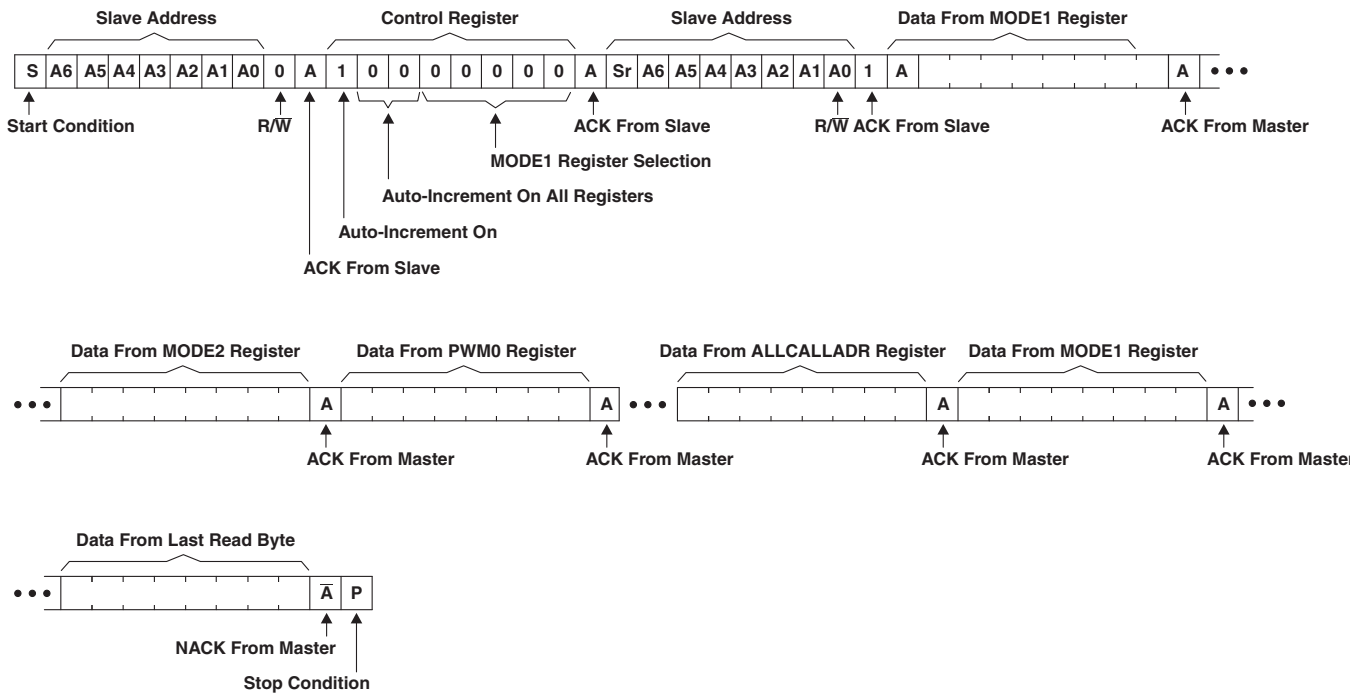 Slave Address Control Register Slave Address Data From MODE1 Register
S A6 A5 A4 A3 A2 A1 A0 0 A 1 0 0 0 0 0 0 0 A Sr A6 A5 A4 A3 A2 A1 A0 1 A A •••
Start Condition R/W̅ ACK From Slave R/W̅ ACK From Slave ACK From Master
MODE1 Register Selection
Auto-Increment On All Registers
Auto-Increment On
ACK From Slave
Data From MODE2 Register Data From PWM0 Register Data From ALLCALLADR Register Data From MODE1 Register
••• A A ••• A A •••
ACK From Master ACK From Master ACK From Master ACK From Master
Data From Last Read Byte
••• A̅ P
NACK From Master
Stop Condition